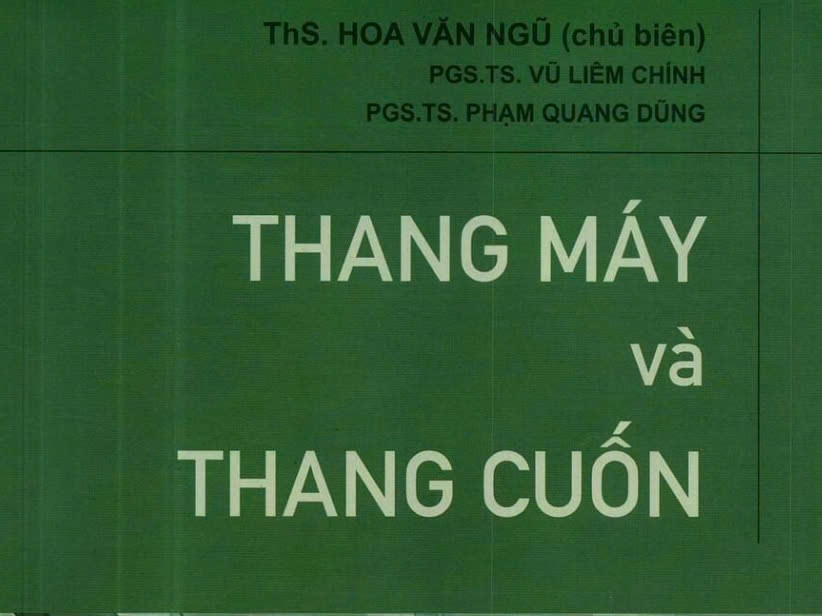 ThS. HOA VĂN NGŨ (chủ biên)
PGS.TS. VŨ LIÊM CHÍNH
PGS.TS. PHẠM QUANG DŨNG
THANG MÁY
và
THANG CUỐN